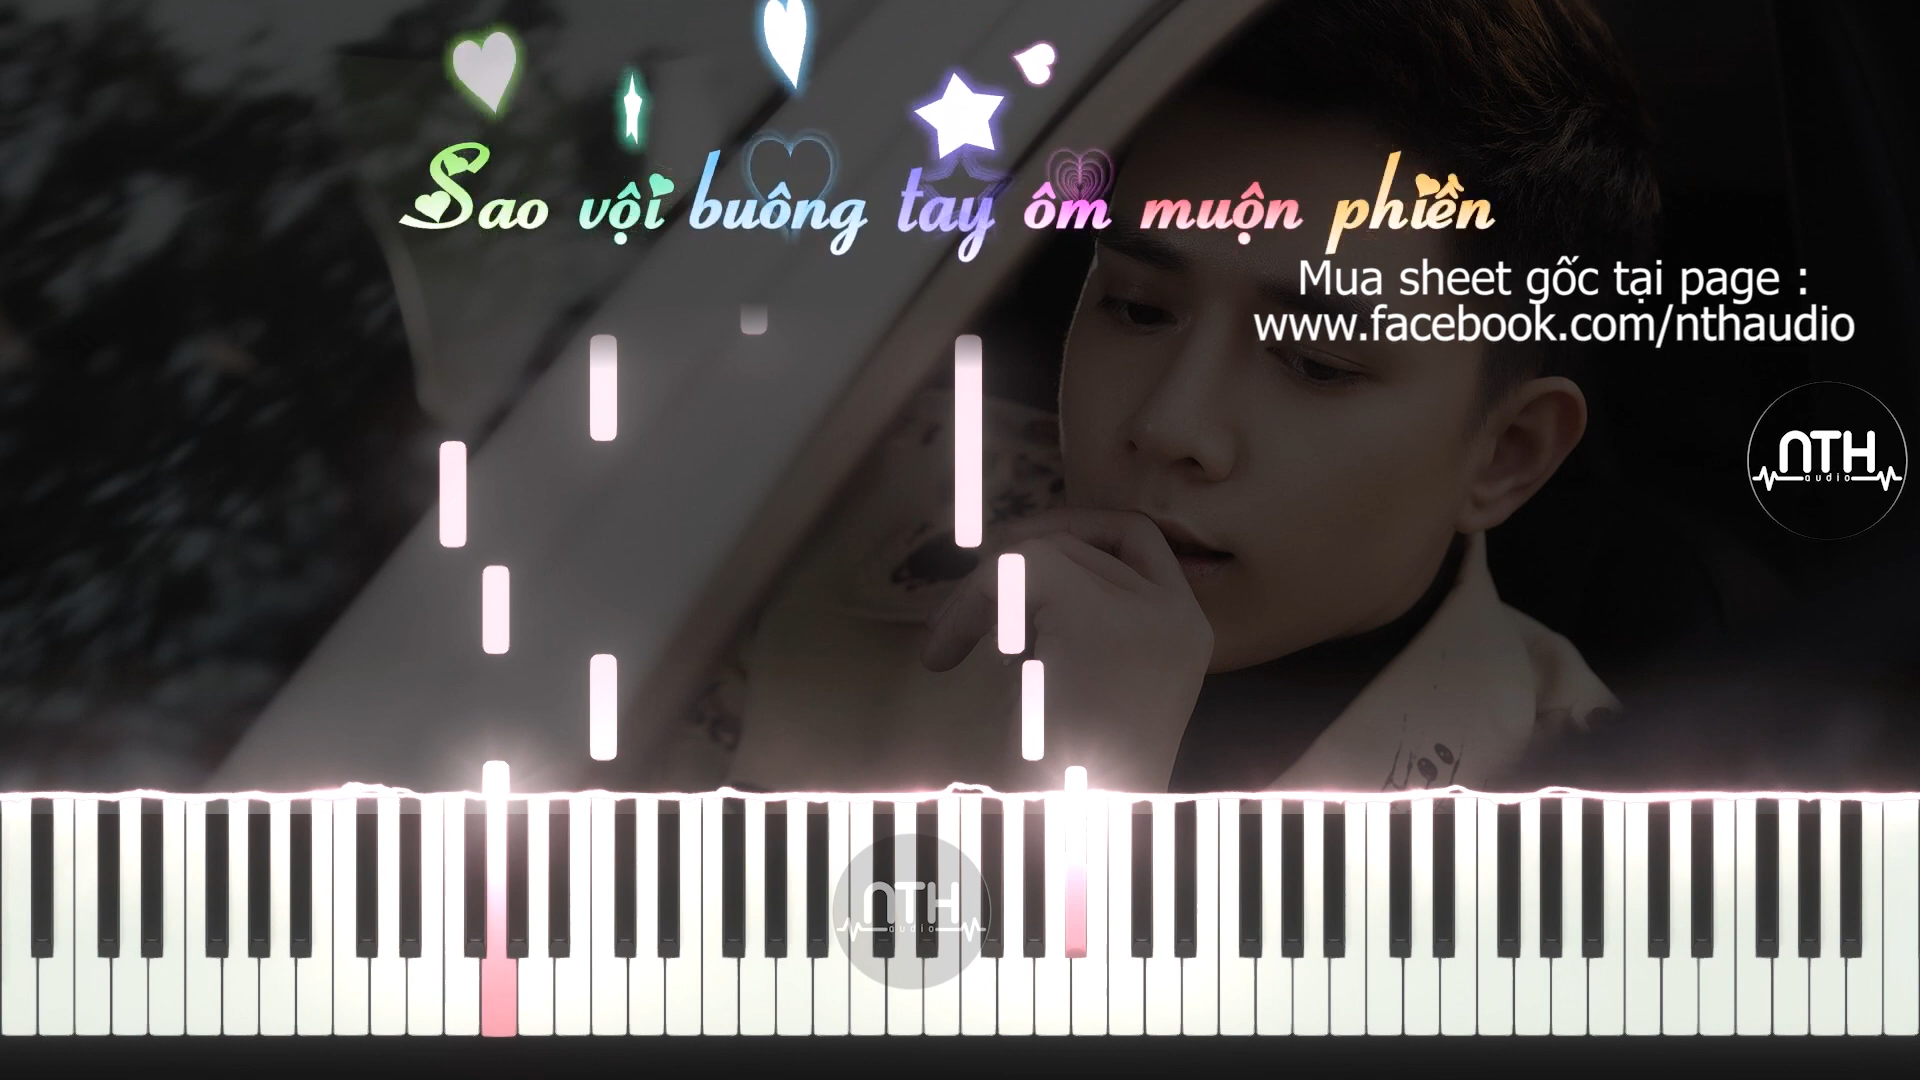 Sao vội buông tay ôm muộn phiền
Mua sheet gốc tại page :
www.facebook.com/nthaudio
NTH
audio
NTH
audio